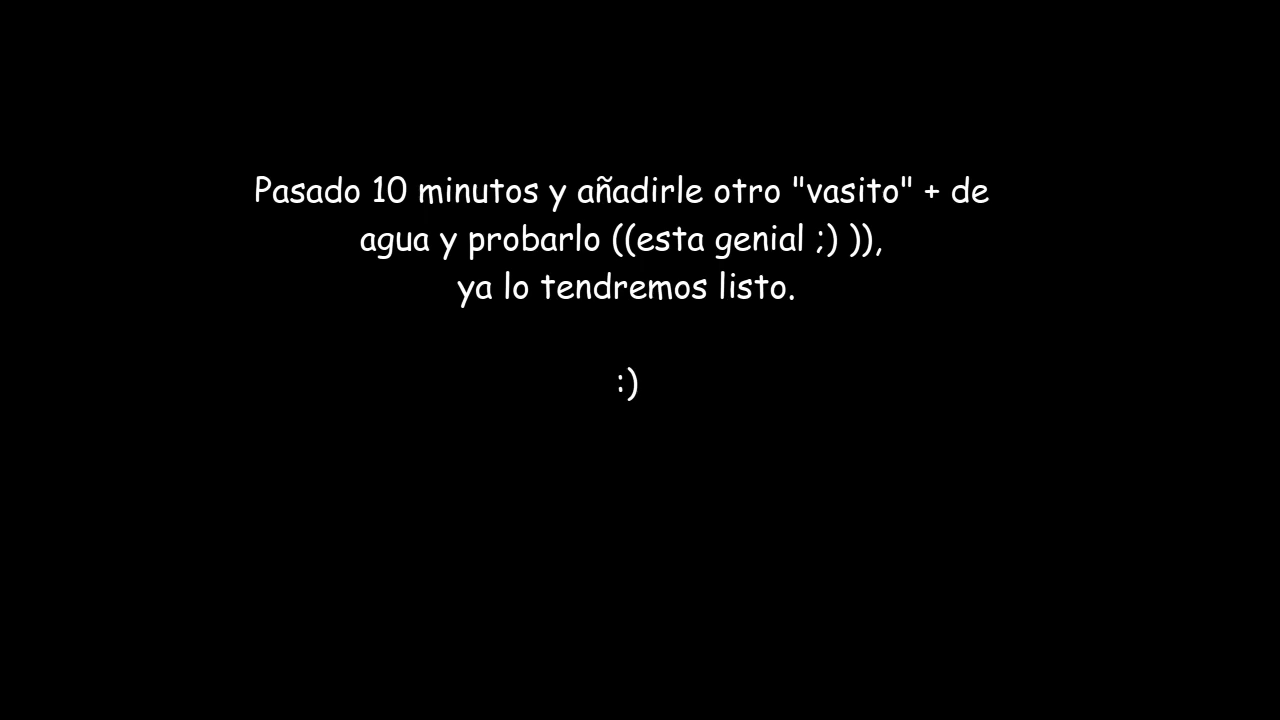 Pasado 10 minutos y añadirle otro "vasito" + de
agua y probarlo ((esta genial ;) )),
ya lo tendremos listo.
:)